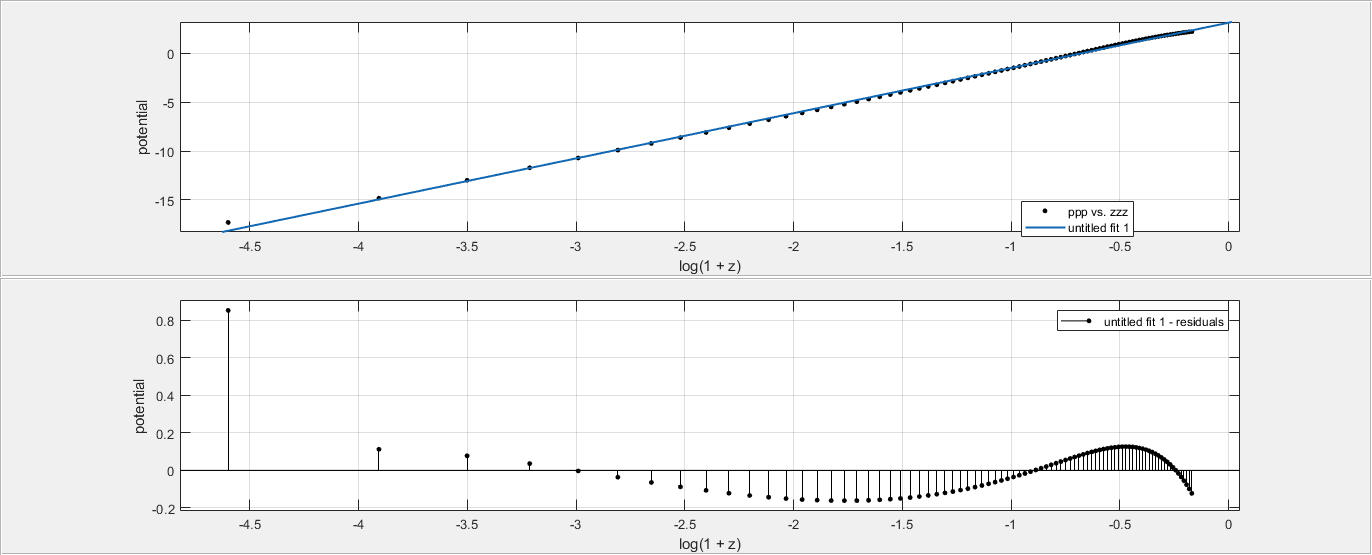 0
-5
-10
-15
potential
-4.5 -4 -3.5 -3 -2.5 -2 -1.5 -1 -0.5 0
log(1 + z)
ppp vs. zzz
untitled fit 1
0.8
0.6
0.4
0.2
0
-0.2
potential
untitled fit 1 - residuals
-4.5 -4 -3.5 -3 -2.5 -2 -1.5 -1 -0.5 0
log(1 + z)